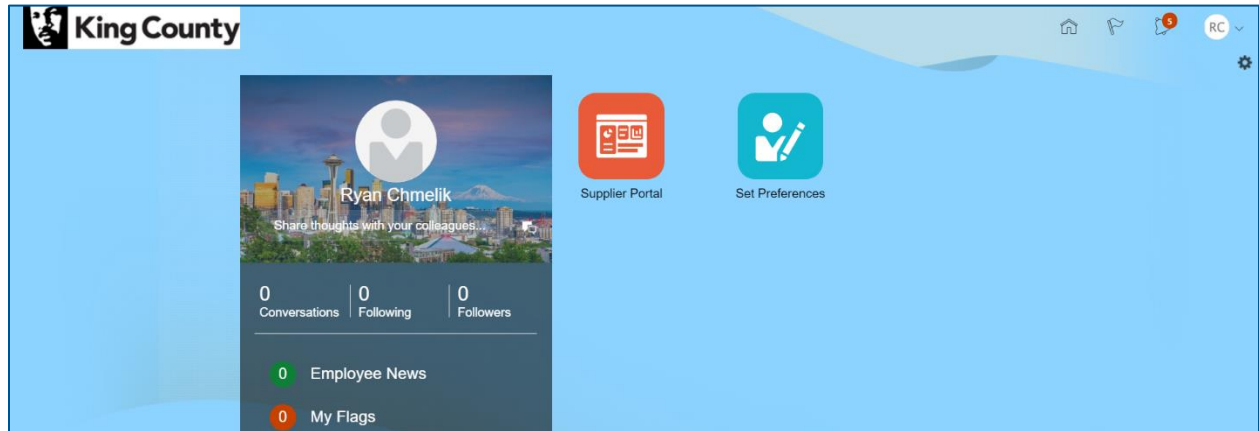 King County
5
RC
Ryan Chmelik
Share thoughts with your colleagues...
Supplier Portal
Set Preferences
0 0 0
Conversations Following Followers
0 Employee News
0 My Flags